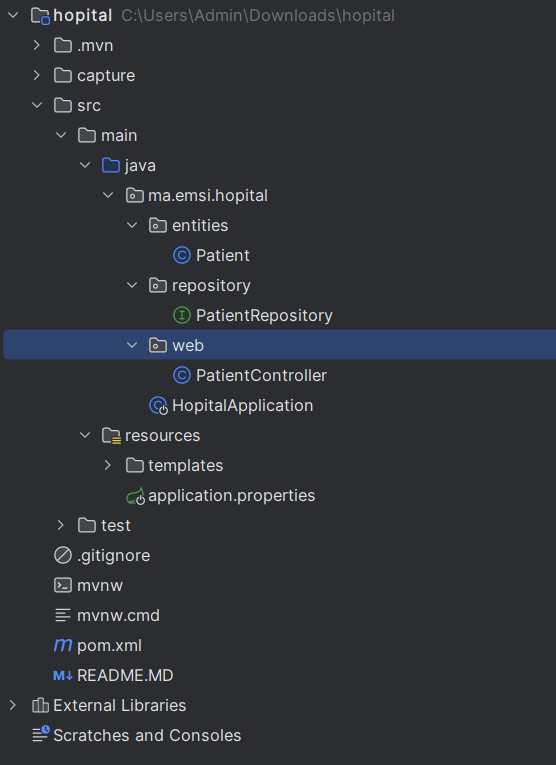 hopital C:\Users\Admin\Downloads\hopital
.mvn
capture
src
main
java
ma.emsi.hopital
entities
C Patient
repository
I PatientRepository
web
C PatientController
C HopitalApplication
resources
templates
application.properties
test
.gitignore
mvnw
mvnw.cmd
m pom.xml
M↓ README.MD
External Libraries
Scratches and Consoles